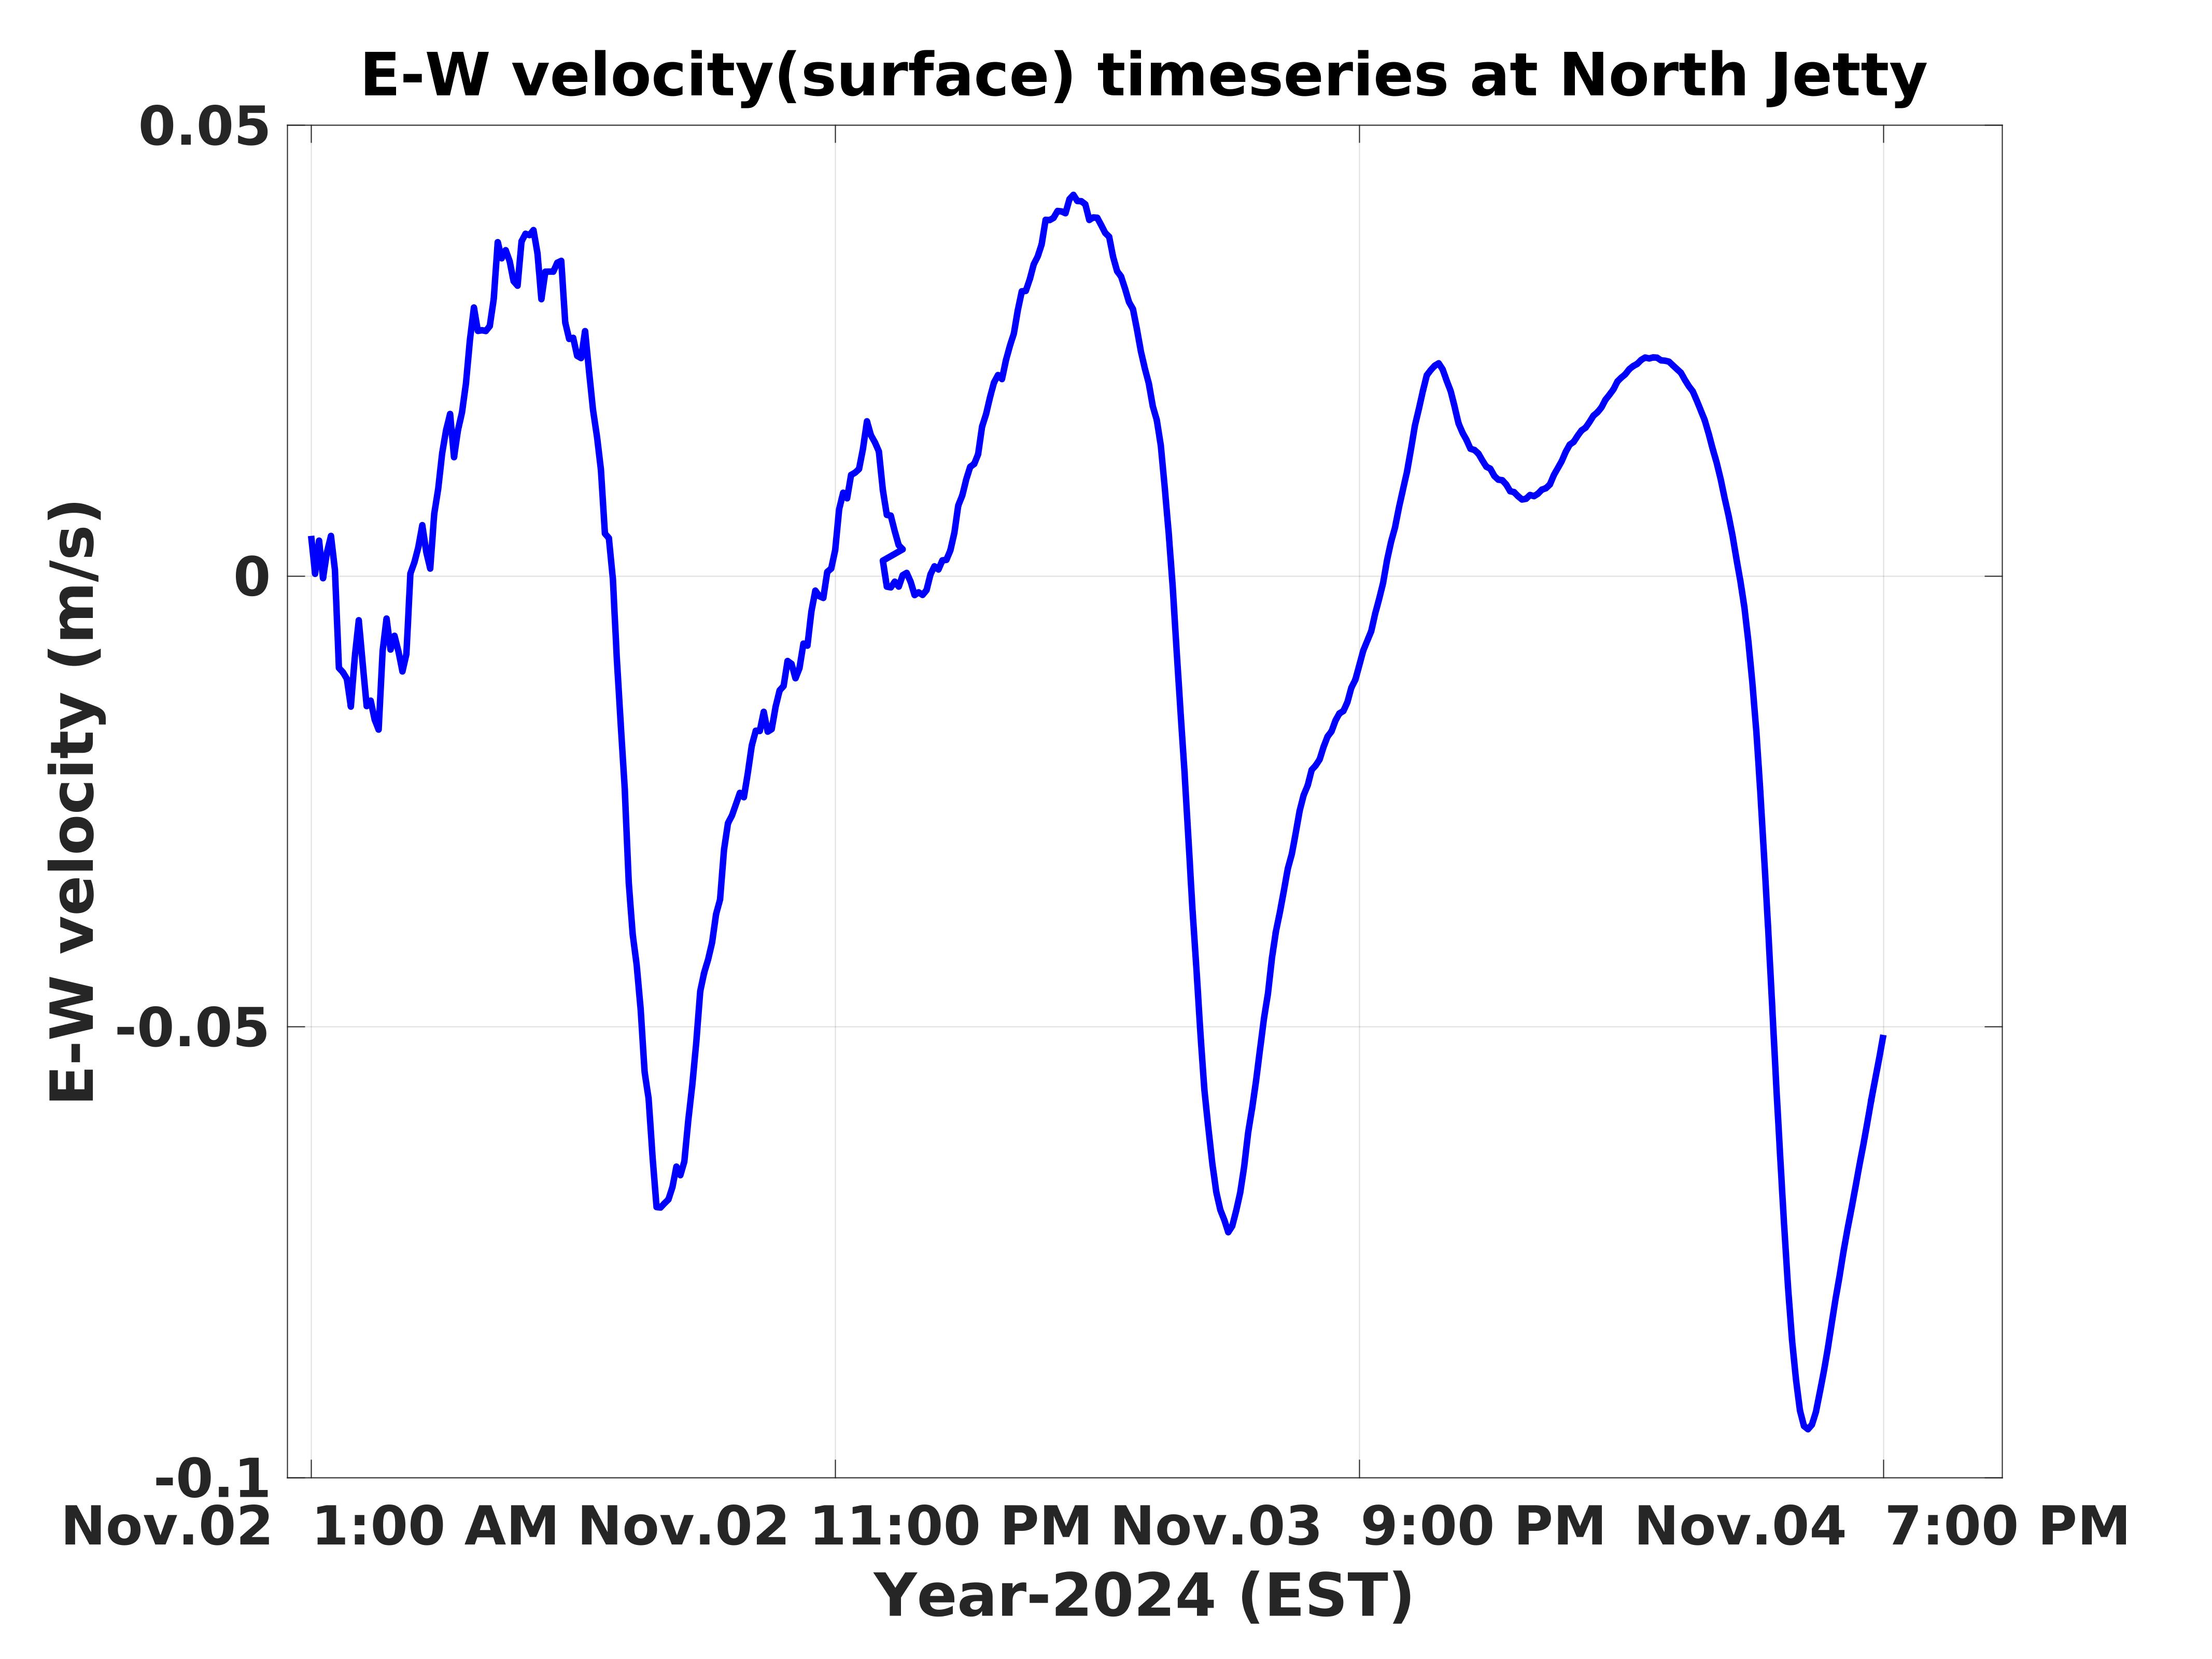 E-W velocity(surface) timeseries at North Jetty
0.05
0
-0.05
-0.1
E-W velocity (m/s)
Nov.02 1:00 AM Nov.02 11:00 PM Nov.03 9:00 PM Nov.04 7:00 PM
Year-2024 (EST)